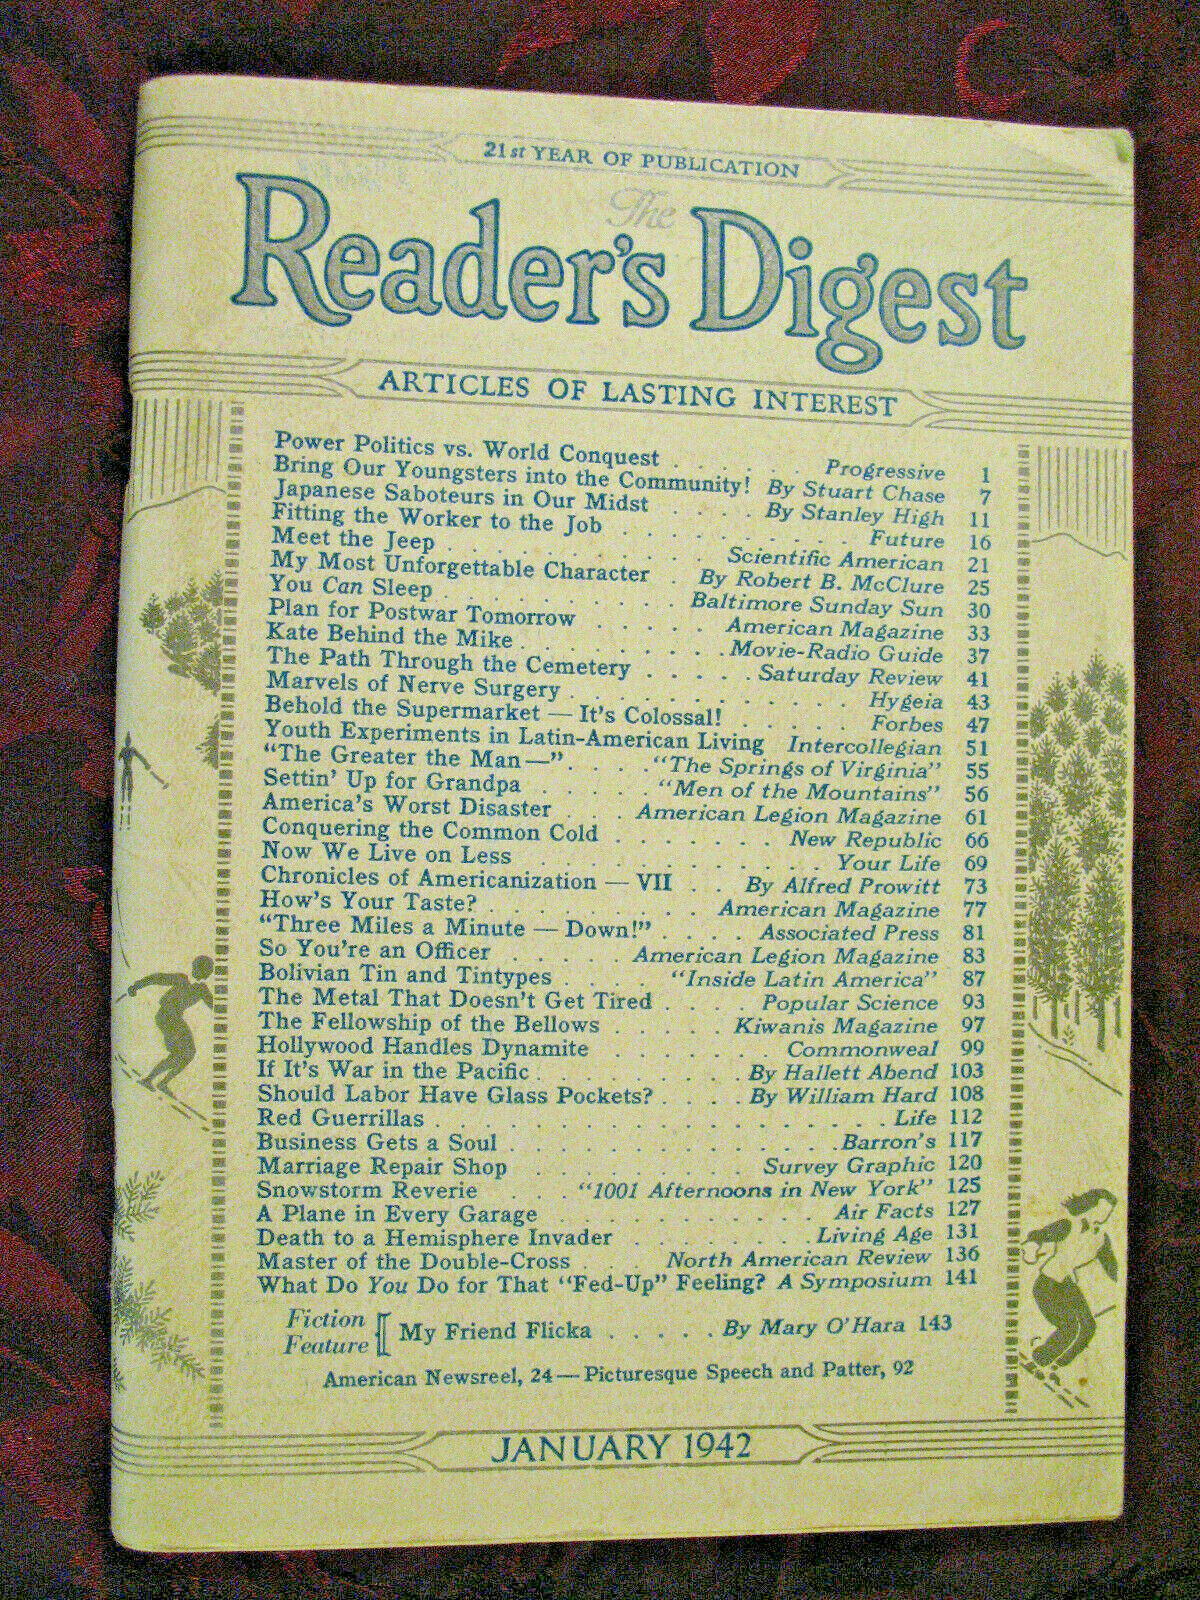 21st YEAR OF PUBLICATION
The
Reader's Digest
ARTICLES OF LASTING INTEREST
Power Politics vs. World Conquest . . . . . . Progressive 1
Bring Our Youngsters into the Community! By Stuart Chase 7
Japanese Saboteurs in Our Midst . . . . By Stanley High 11
Fitting the Worker to the Job . . . . . . . . . Future 16
Meet the Jeep . . . . . . . . . . Scientific American 21
My Most Unforgettable Character . By Robert B. McClure 25
You Can Sleep . . . . . . . . . . Baltimore Sunday Sun 30
Plan for Postwar Tomorrow . . . . . American Magazine 33
Kate Behind the Mike . . . . . . . . . Movie-Radio Guide 37
The Path Through the Cemetery . . . . . Saturday Review 41
Marvels of Nerve Surgery . . . . . . . . . . Hygeia 43
Behold the Supermarket — It's Colossal! . . . . . Forbes 47
Youth Experiments in Latin-American Living Intercollegian 51
"The Greater the Man—" . . . . "The Springs of Virginia" 55
Settin' Up for Grandpa . . . . . "Men of the Mountains" 56
America's Worst Disaster . . . American Legion Magazine 61
Conquering the Common Cold . . . . . . . New Republic 66
Now We Live on Less . . . . . . . . . . . . Your Life 69
Chronicles of Americanization — VII . . By Alfred Prowitt 73
How's Your Taste? . . . . . . . . . American Magazine 77
"Three Miles a Minute — Down!" . . . . Associated Press 81
So You're an Officer . . . . . American Legion Magazine 83
Bolivian Tin and Tintypes . . . . "Inside Latin America" 87
The Metal That Doesn't Get Tired . . . . Popular Science 93
The Fellowship of the Bellows . . . . . Kiwanis Magazine 97
Hollywood Handles Dynamite . . . . . . . Commonweal 99
If It's War in the Pacific . . . . . . . . . By Hallett Abend 103
Should Labor Have Glass Pockets? . . . . By William Hard 108
Red Guerrillas . . . . . . . . . . . . . . . . . . Life 112
Business Gets a Soul . . . . . . . . . . . . . . Barron's 117
Marriage Repair Shop . . . . . . . . . Survey Graphic 120
Snowstorm Reverie . . . "1001 Afternoons in New York" 125
A Plane in Every Garage . . . . . . . . . . . Air Facts 127
Death to a Hemisphere Invader . . . . . . . . Living Age 131
Master of the Double-Cross . . . North American Review 136
What Do You Do for That "Fed-Up" Feeling? A Symposium 141
Fiction Feature { My Friend Flicka . . . . . By Mary O'Hara 143
American Newsreel, 24 — Picturesque Speech and Patter, 92
JANUARY 1942